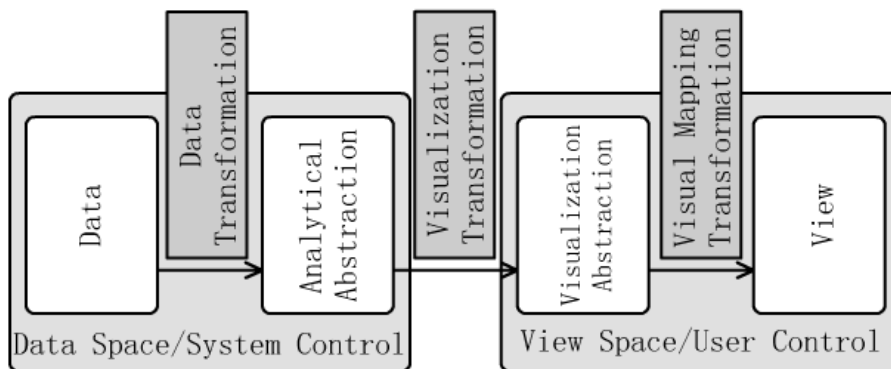 Data
Data
Transformation
Analytical
Abstraction
Visualization
Transformation
Visualization
Abstraction
Visual Mapping
Transformation
View
Data Space/System Control
View Space/User Control